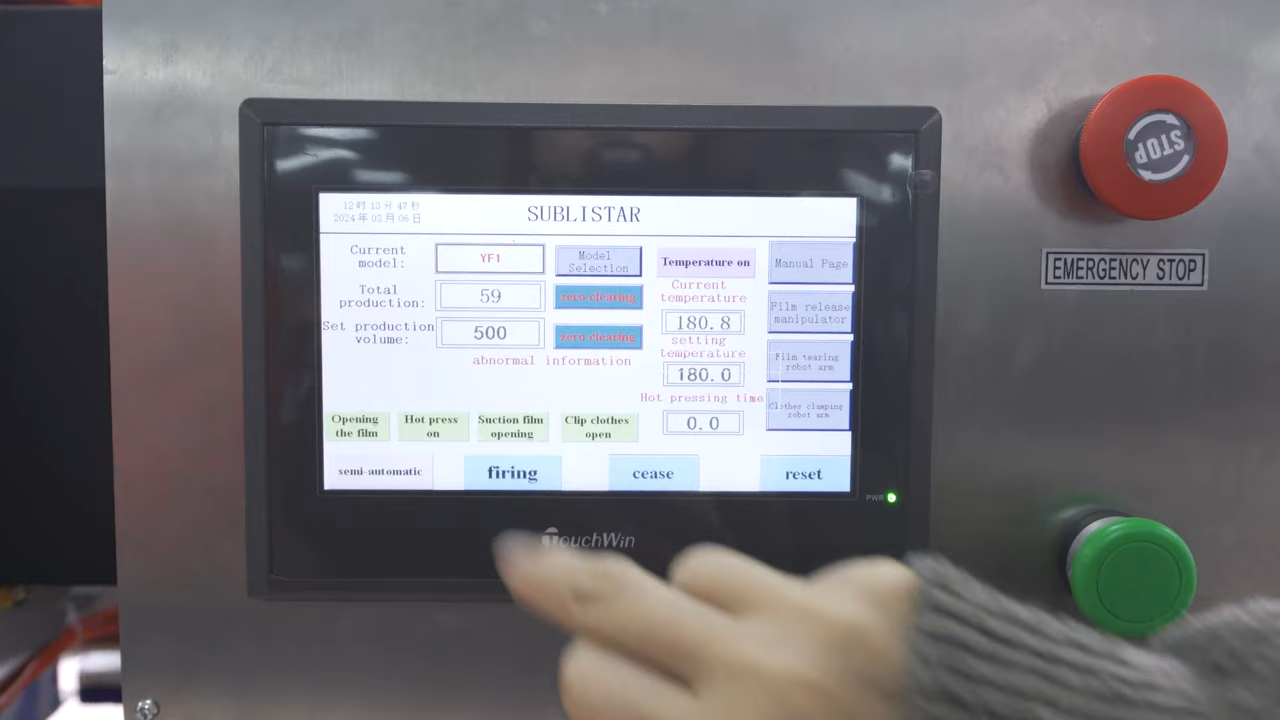 12时13分47秒
2024年03月06日
SUBLISTAR
Current
model:
YF1
Model
Selection
Temperature on
Manual Page
Total
production:
59
zero clearing
Current
temperature
180.8
Film release
manipulator
Set production
volume:
500
zero clearing
setting
temperature
180.0
Film tearing
robot arm
abnormal information
Hot pressing time
0.0
Clothes clamping
robot arm
Opening
the film
Hot press
on
Suction film
opening
Clip clothes
open
semi-automatic
firing
cease
reset
PWR
TouchWin
STOP
EMERGENCY STOP